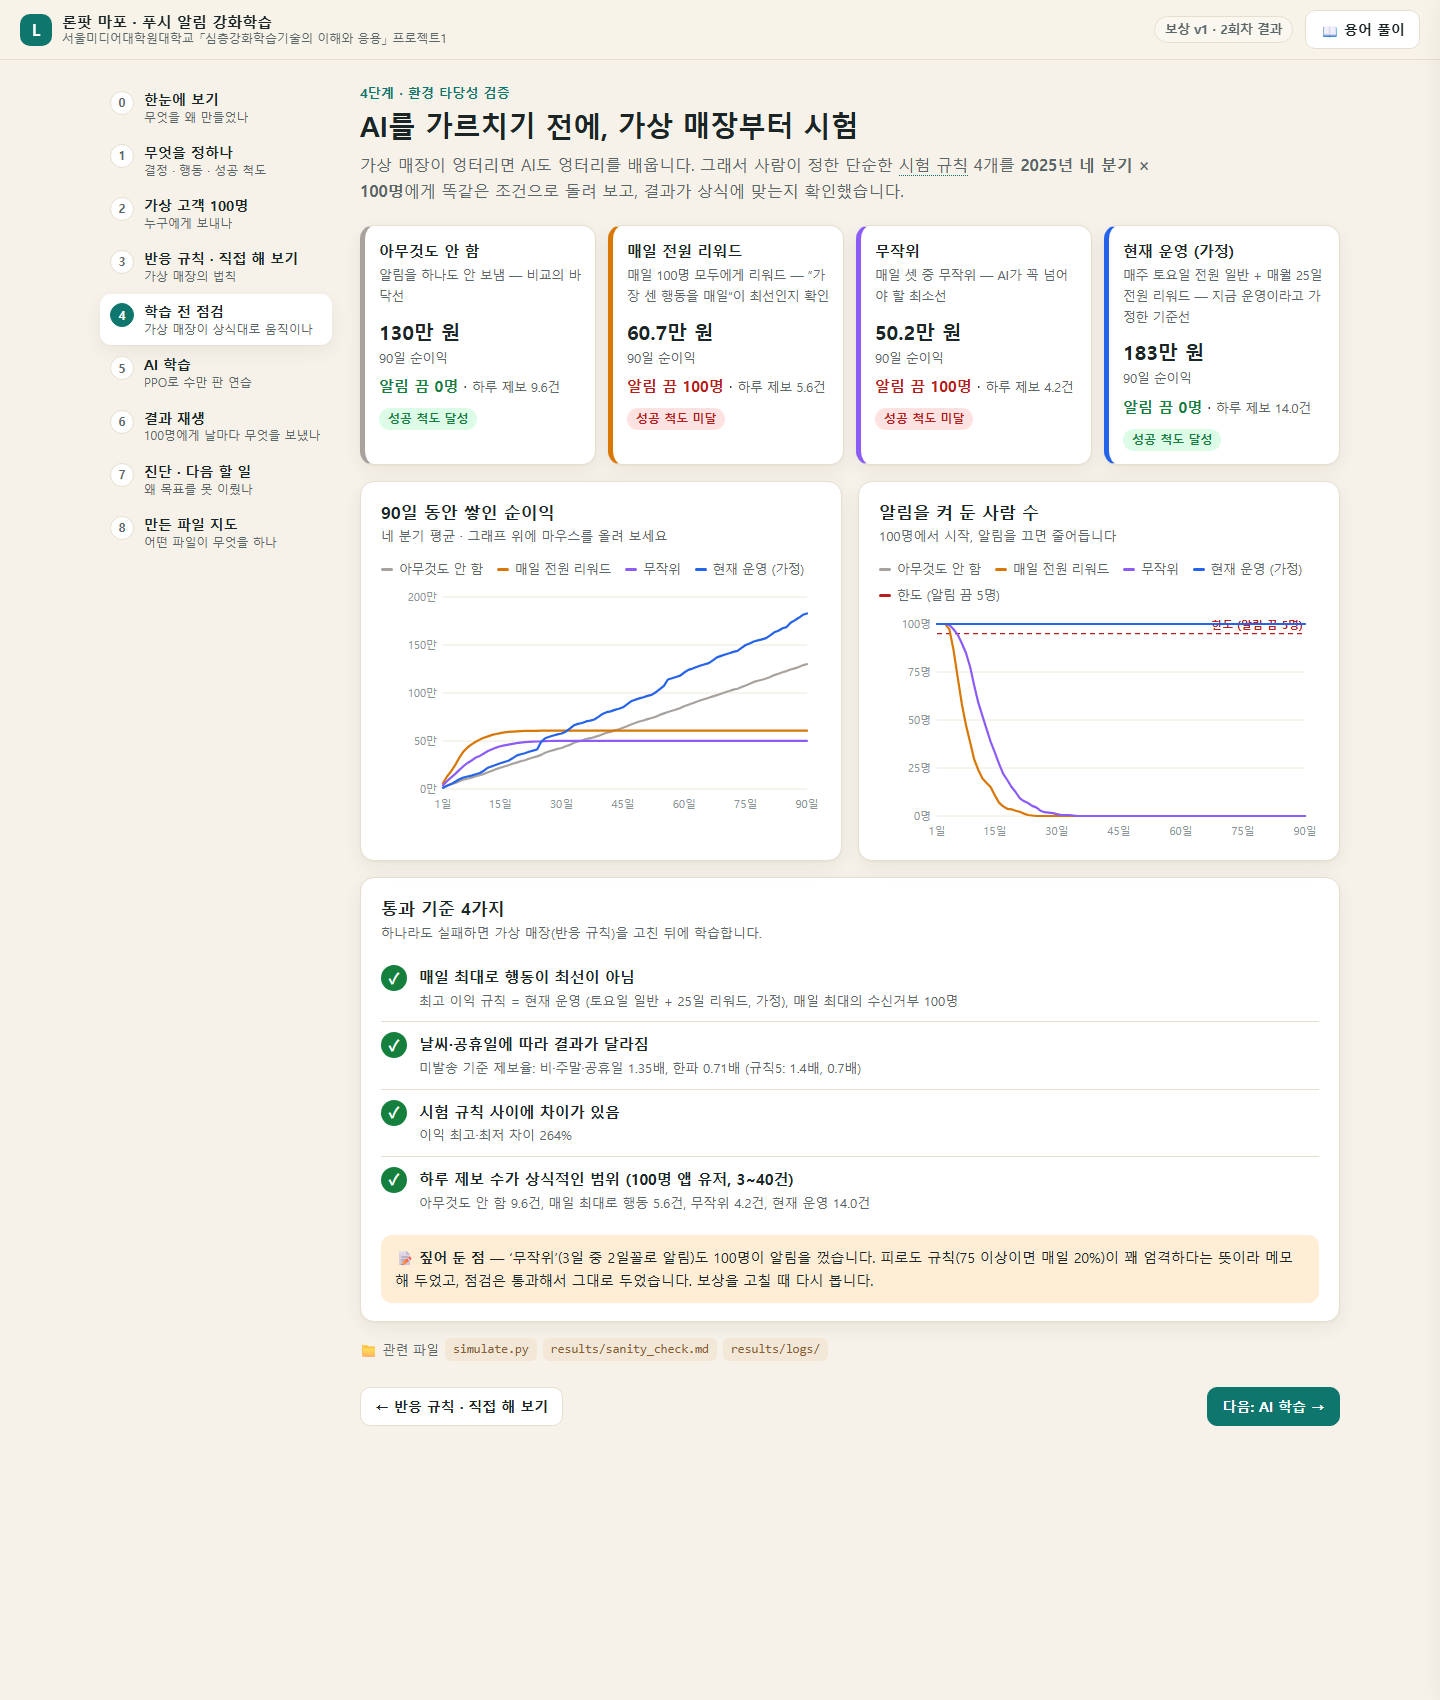 L
론팟 마포 · 푸시 알림 강화학습
서울미디어대학원대학교 「심층강화학습기술의 이해와 응용」 프로젝트1
보상 v1 · 2회차 결과
📖 용어 풀이
0
한눈에 보기
무엇을 왜 만들었나
1
무엇을 정하나
결정 · 행동 · 성공 척도
2
가상 고객 100명
누구에게 보내나
3
반응 규칙 · 직접 해 보기
가상 매장의 법칙
4
학습 전 점검
가상 매장이 상식대로 움직이나
5
AI 학습
PPO로 수만 판 연습
6
결과 재생
100명에게 날마다 무엇을 보냈나
7
진단 · 다음 할 일
왜 목표를 못 이뤘나
8
만든 파일 지도
어떤 파일이 무엇을 하나
4단계 · 환경 타당성 검증
AI를 가르치기 전에, 가상 매장부터 시험
가상 매장이 엉터리면 AI도 엉터리를 배웁니다. 그래서 사람이 정한 단순한 시험 규칙 4개를 2025년 네 분기 ×
100명에게 똑같은 조건으로 돌려 보고, 결과가 상식에 맞는지 확인했습니다.
아무것도 안 함
알림을 하나도 안 보냄 — 비교의 바
닥선
130만 원
90일 순이익
알림 끔 0명 · 하루 제보 9.6건
성공 척도 달성
매일 전원 리워드
매일 100명 모두에게 리워드 — “가
장 센 행동을 매일”이 최선인지 확인
60.7만 원
90일 순이익
알림 끔 100명 · 하루 제보 5.6건
성공 척도 미달
무작위
매일 셋 중 무작위 — AI가 꼭 넘어
야 할 최소선
50.2만 원
90일 순이익
알림 끔 100명 · 하루 제보 4.2건
성공 척도 미달
현재 운영 (가정)
매주 토요일 전원 일반 + 매월 25일
전원 리워드 — 지금 운영이라고 가
정한 기준선
183만 원
90일 순이익
알림 끔 0명 · 하루 제보 14.0건
성공 척도 달성
90일 동안 쌓인 순이익
네 분기 평균 · 그래프 위에 마우스를 올려 보세요
아무것도 안 함 매일 전원 리워드 무작위 현재 운영 (가정)
200만
150만
100만
50만
0만
1일 15일 30일 45일 60일 75일 90일
알림을 켜 둔 사람 수
100명에서 시작, 알림을 끄면 줄어듭니다
아무것도 안 함 매일 전원 리워드 무작위 현재 운영 (가정)
한도 (알림 끔 5명)
한도 (알림 끔 5명)
100명
75명
50명
25명
0명
1일 15일 30일 45일 60일 75일 90일
통과 기준 4가지
하나라도 실패하면 가상 매장(반응 규칙)을 고친 뒤에 학습합니다.
✓ 매일 최대로 행동이 최선이 아님
최고 이익 규칙 = 현재 운영 (토요일 일반 + 25일 리워드, 가정), 매일 최대의 수신거부 100명
✓ 날씨·공휴일에 따라 결과가 달라짐
미발송 기준 제보율: 비·주말·공휴일 1.35배, 한파 0.71배 (규칙5: 1.4배, 0.7배)
✓ 시험 규칙 사이에 차이가 있음
이익 최고·최저 차이 264%
✓ 하루 제보 수가 상식적인 범위 (100명 앱 유저, 3~40건)
아무것도 안 함 9.6건, 매일 최대로 행동 5.6건, 무작위 4.2건, 현재 운영 14.0건
📝 짚어 둔 점 — ‘무작위’(3일 중 2일꼴로 알림)도 100명이 알림을 껐습니다. 피로도 규칙(75 이상이면 매일 20%)이 꽤 엄격하다는 뜻이라 메모
해 두었고, 점검은 통과해서 그대로 두었습니다. 보상을 고칠 때 다시 봅니다.
📁 관련 파일 simulate.py results/sanity_check.md results/logs/
← 반응 규칙 · 직접 해 보기
다음: AI 학습 →